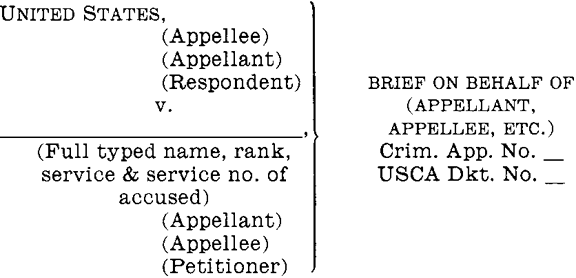 UNITED STATES,
(Appellee)
(Appellant)
(Respondent)
v.
____________________,
(Full typed name, rank,
service & service no. of
accused)
(Appellant)
(Appellee)
(Petitioner)
BRIEF ON BEHALF OF
(APPELLANT,
APPELLEE, ETC.)
Crim. App. No. __
USCA Dkt. No. __